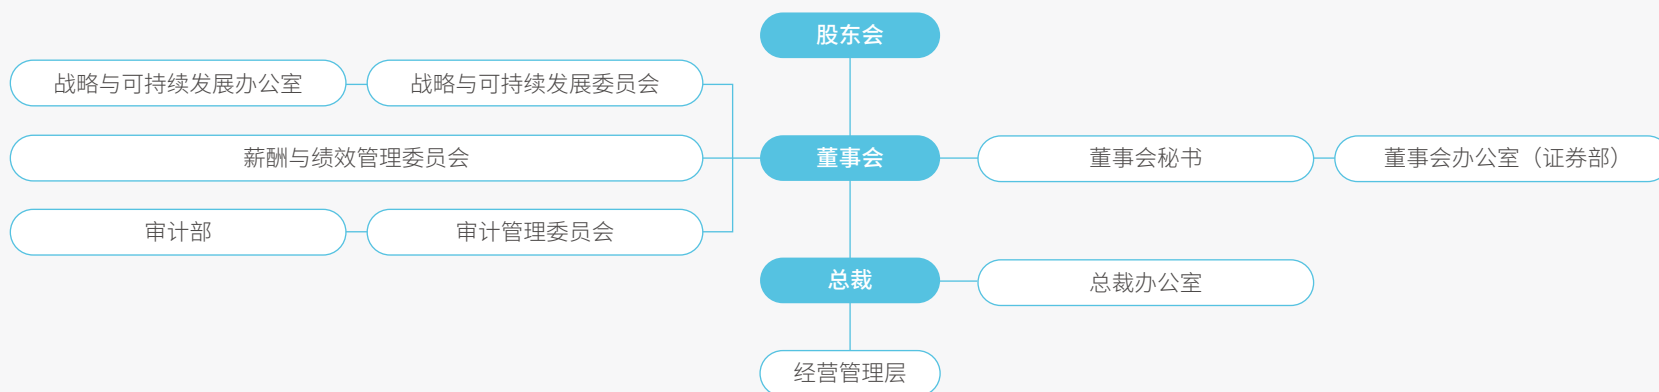 股东会
战略与可持续发展办公室
战略与可持续发展委员会
薪酬与绩效管理委员会
董事会
董事会秘书
董事会办公室（证券部）
审计部
审计管理委员会
总裁
总裁办公室
经营管理层